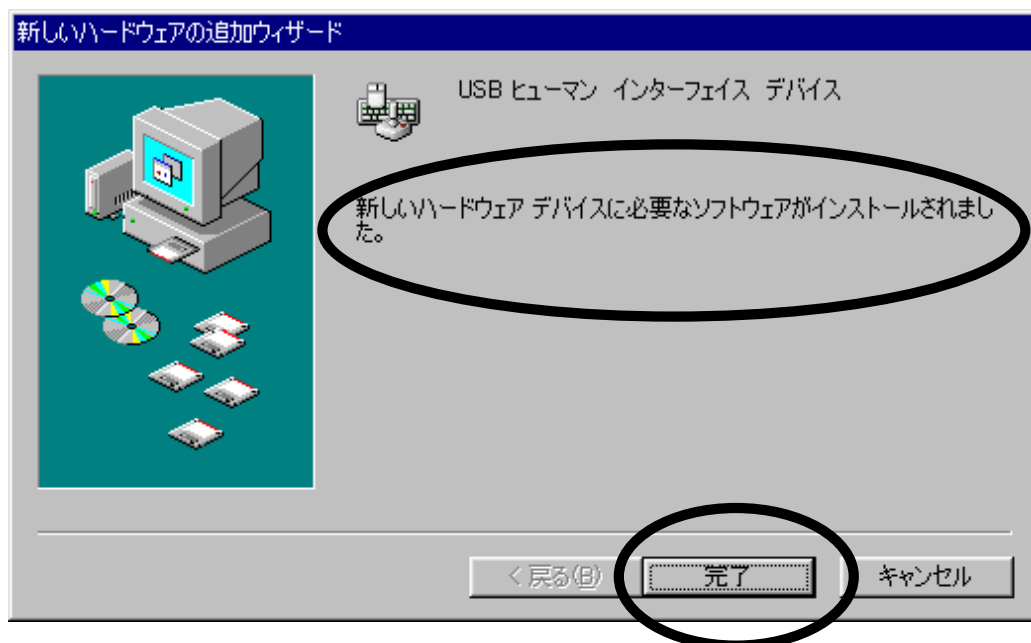 新しいハードウェアの追加ウィザード
USB ヒューマン インターフェイス デバイス
新しいハードウェア デバイスに必要なソフトウェアがインストールされまし
た。
< 戻る(B)
完了
キャンセル